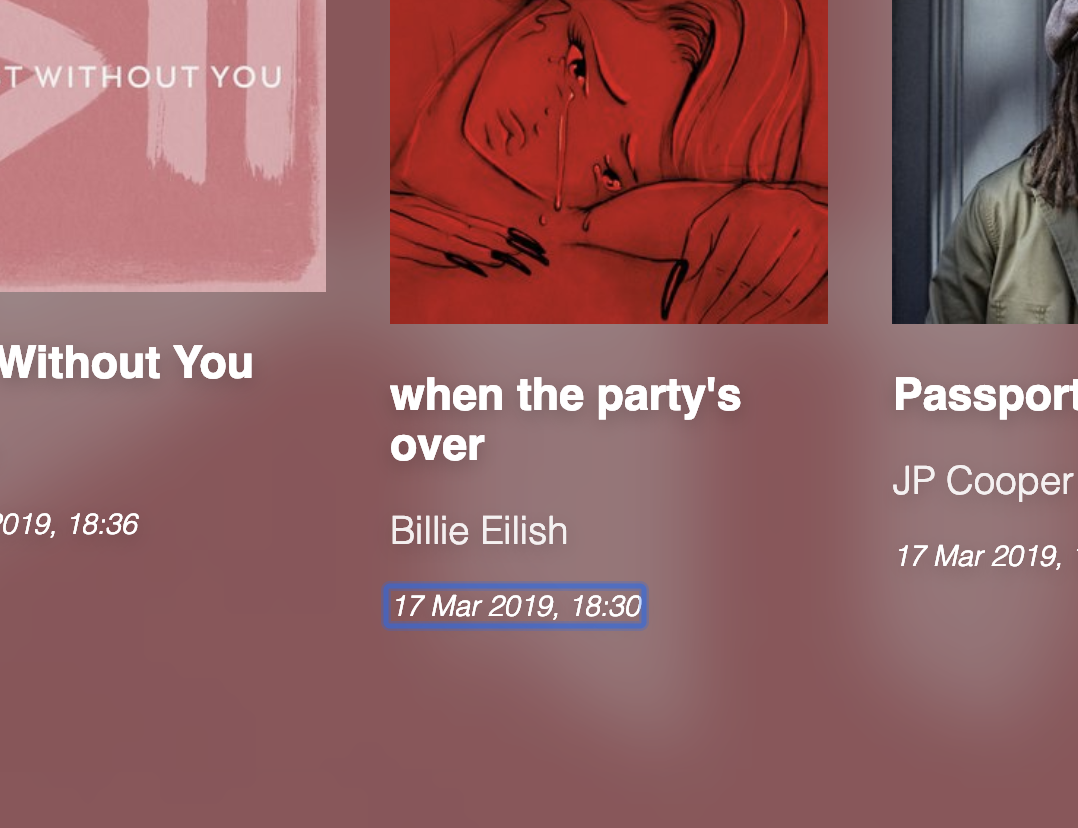 T WITHOUT YOU
Without You
2019, 18:36
when the party's
over
Billie Eilish
17 Mar 2019, 18:30
Passport
JP Cooper
17 Mar 2019,